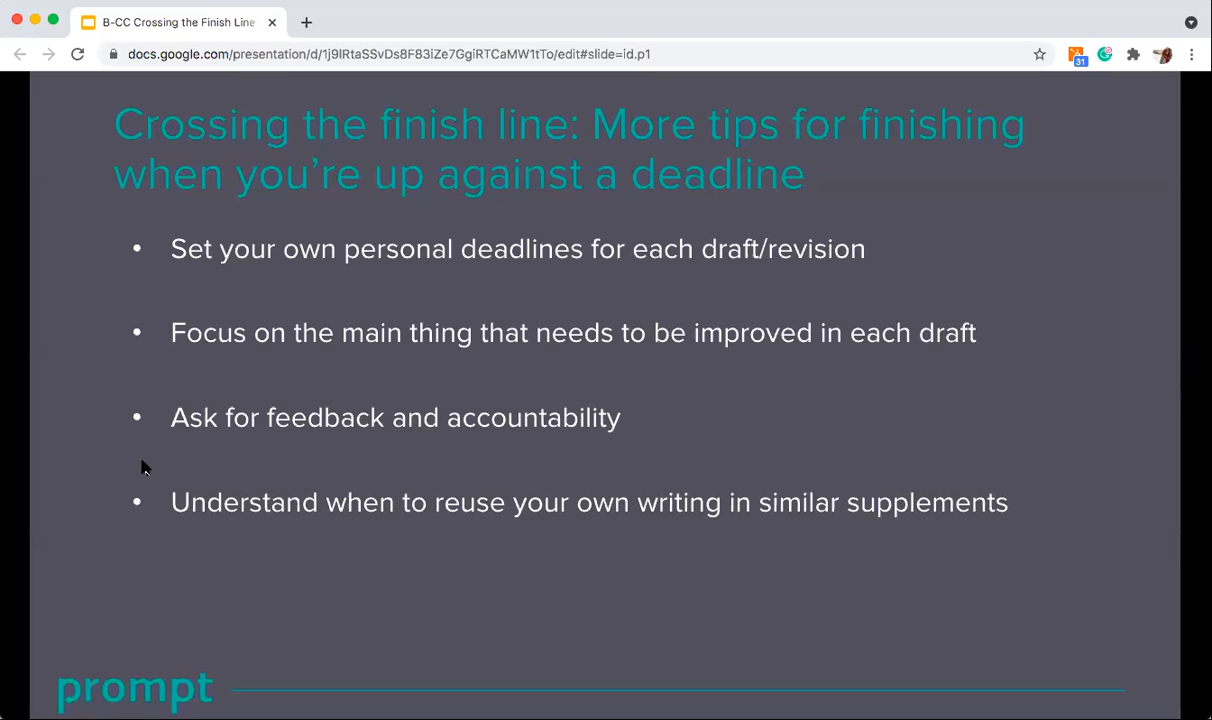 B-CC Crossing the Finish Line
docs.google.com/presentation/d/1j9lRtaSSvDs8F83iZe7GgiRTCaMW1tTo/edit#slide=id.p1
31
Crossing the finish line: More tips for finishing
when you’re up against a deadline
• Set your own personal deadlines for each draft/revision
• Focus on the main thing that needs to be improved in each draft
• Ask for feedback and accountability
• Understand when to reuse your own writing in similar supplements
prompt